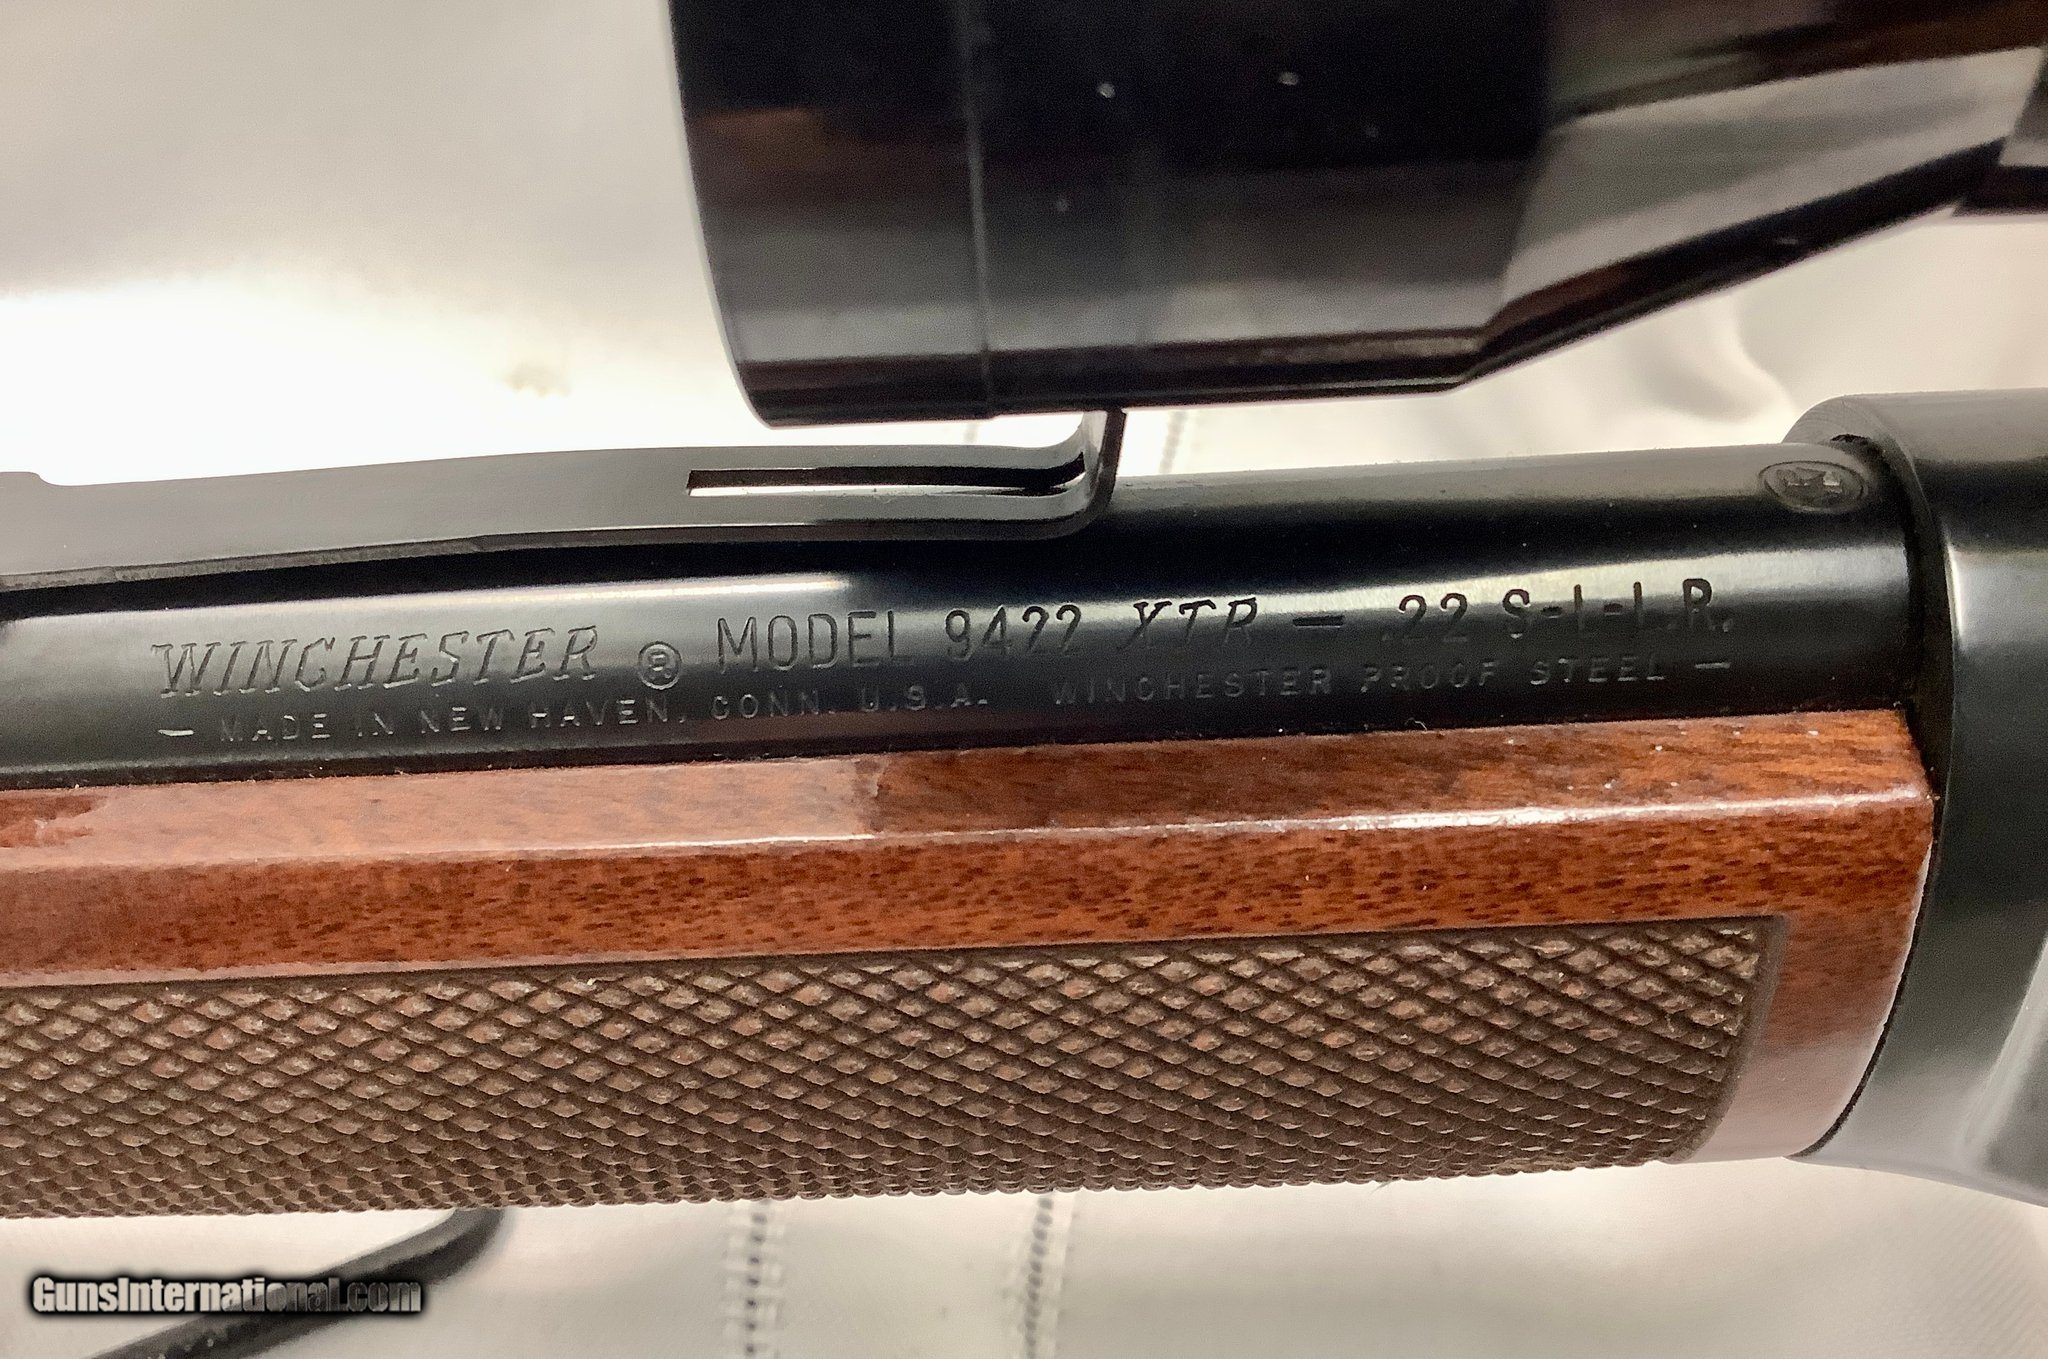 WINCHESTER ® MODEL 9422 XTR — .22 S-L-L.R.
— MADE IN NEW HAVEN, CONN. U.S.A. WINCHESTER PROOF STEEL —
GunsInternational.com